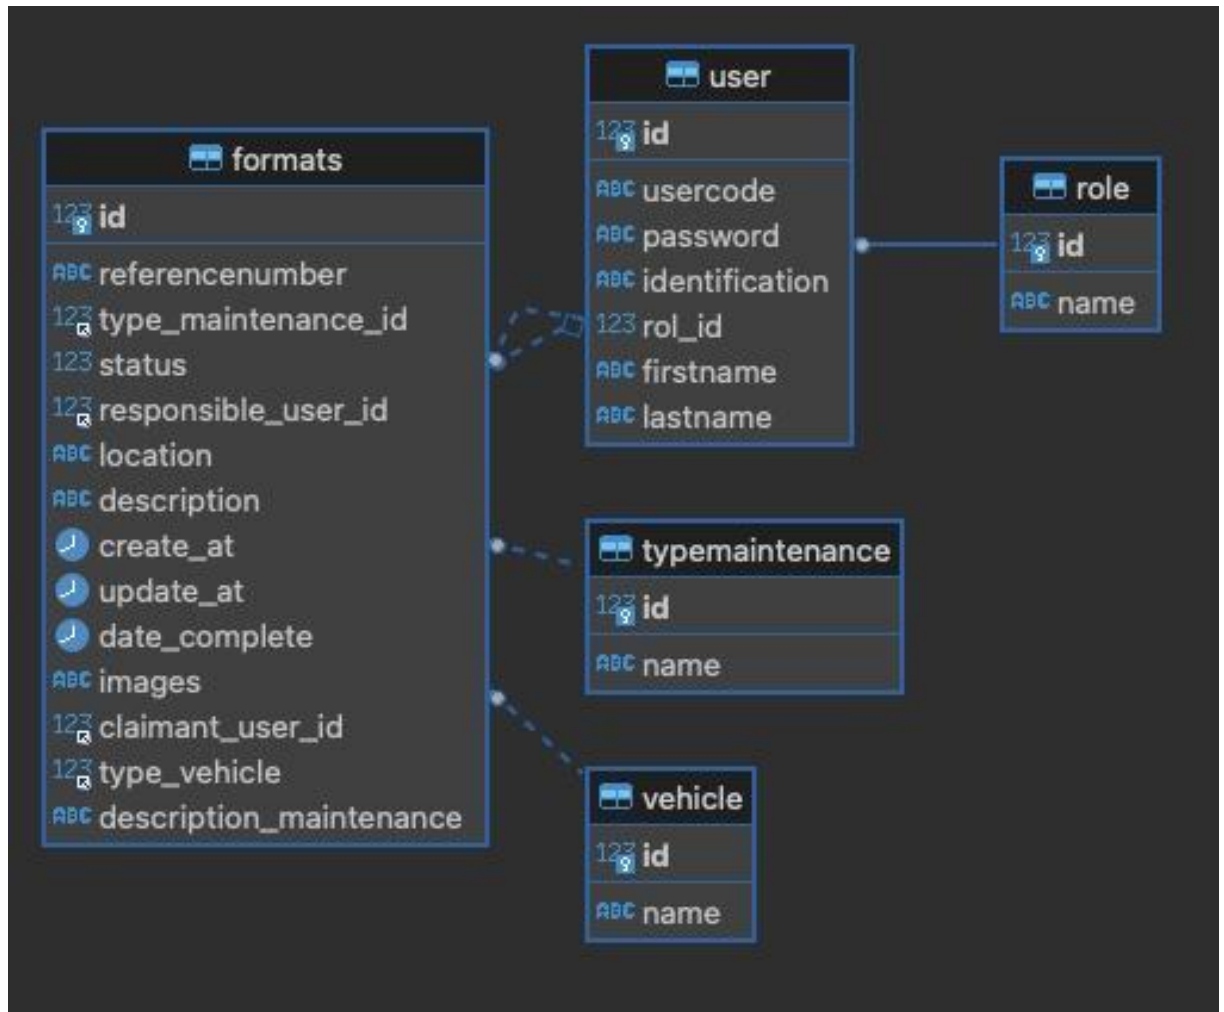 formats
id
referencenumber
type_maintenance_id
status
responsible_user_id
location
description
create_at
update_at
date_complete
images
claimant_user_id
type_vehicle
description_maintenance
user
id
usercode
password
identification
rol_id
firstname
lastname
role
id
name
typemaintenance
id
name
vehicle
id
name